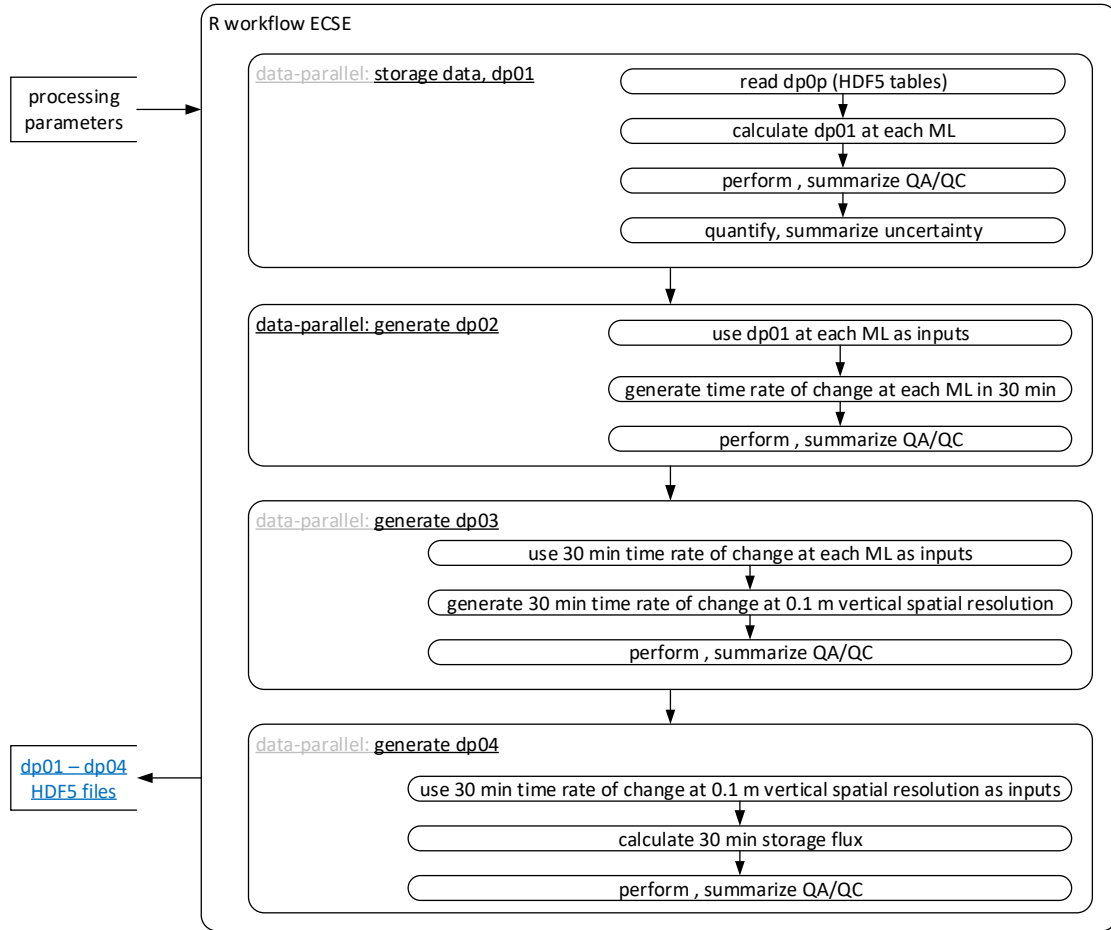 R workflow ECSE
processing
parameters
data-parallel: storage data, dp01
read dp0p (HDF5 tables)
calculate dp01 at each ML
perform , summarize QA/QC
quantify, summarize uncertainty
data-parallel: generate dp02
use dp01 at each ML as inputs
generate time rate of change at each ML in 30 min
perform , summarize QA/QC
data-parallel: generate dp03
use 30 min time rate of change at each ML as inputs
generate 30 min time rate of change at 0.1 m vertical spatial resolution
perform , summarize QA/QC
data-parallel: generate dp04
use 30 min time rate of change at 0.1 m vertical spatial resolution as inputs
calculate 30 min storage flux
perform , summarize QA/QC
dp01 – dp04
HDF5 files